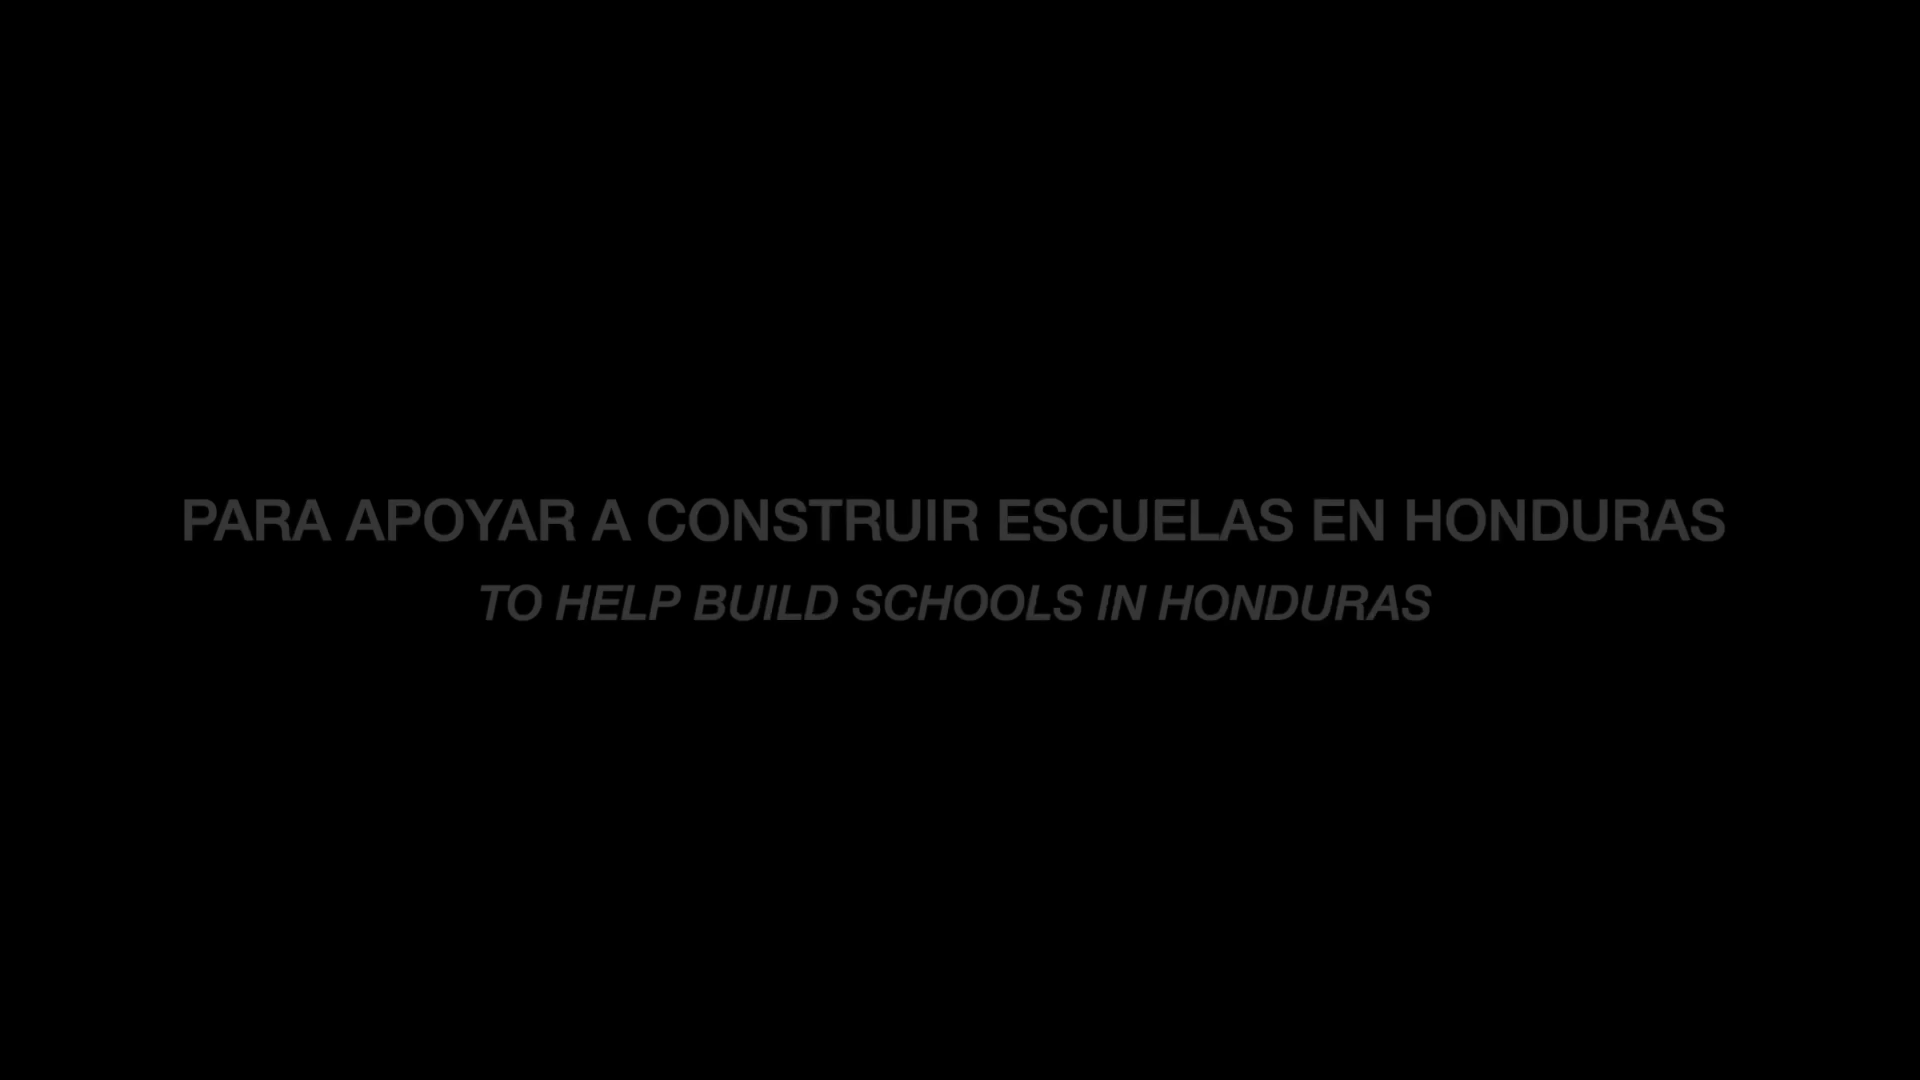 PARA APOYAR A CONSTRUIR ESCUELAS EN HONDURAS
TO HELP BUILD SCHOOLS IN HONDURAS